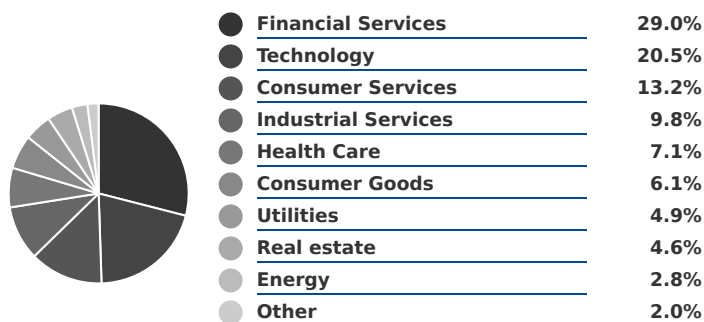 Financial Services 29.0%
Technology 20.5%
Consumer Services 13.2%
Industrial Services 9.8%
Health Care 7.1%
Consumer Goods 6.1%
Utilities 4.9%
Real estate 4.6%
Energy 2.8%
Other 2.0%